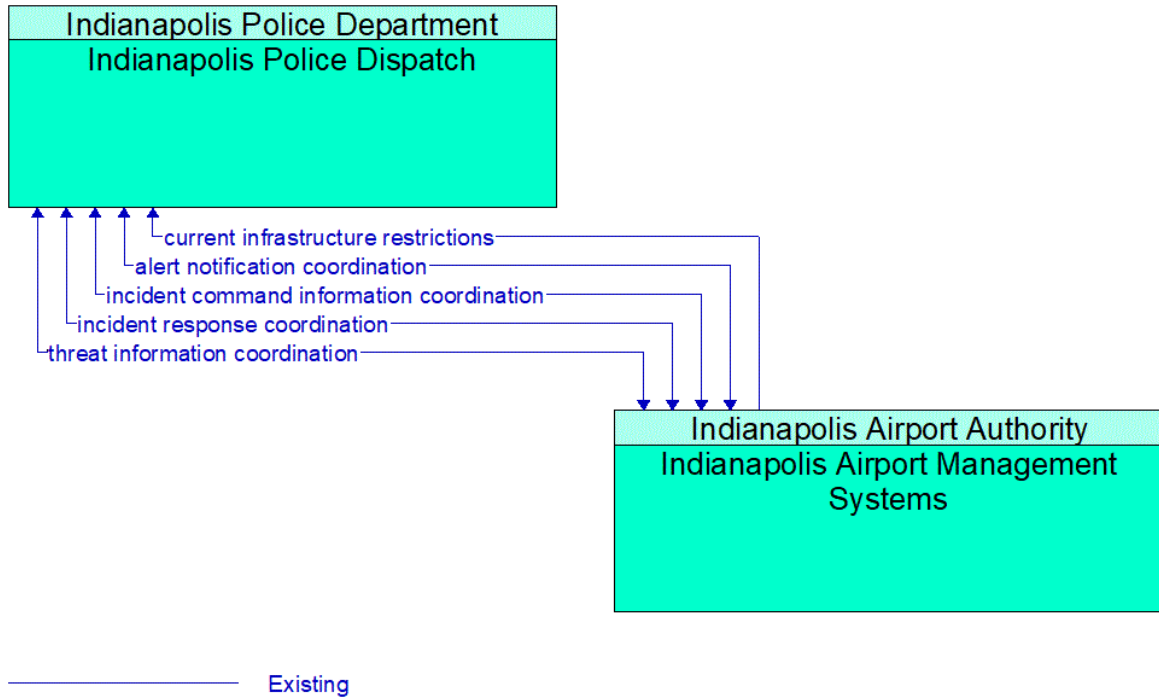 Indianapolis Police Department
Indianapolis Police Dispatch
current infrastructure restrictions
alert notification coordination
incident command information coordination
incident response coordination
threat information coordination
Indianapolis Airport Authority
Indianapolis Airport Management
Systems
Existing